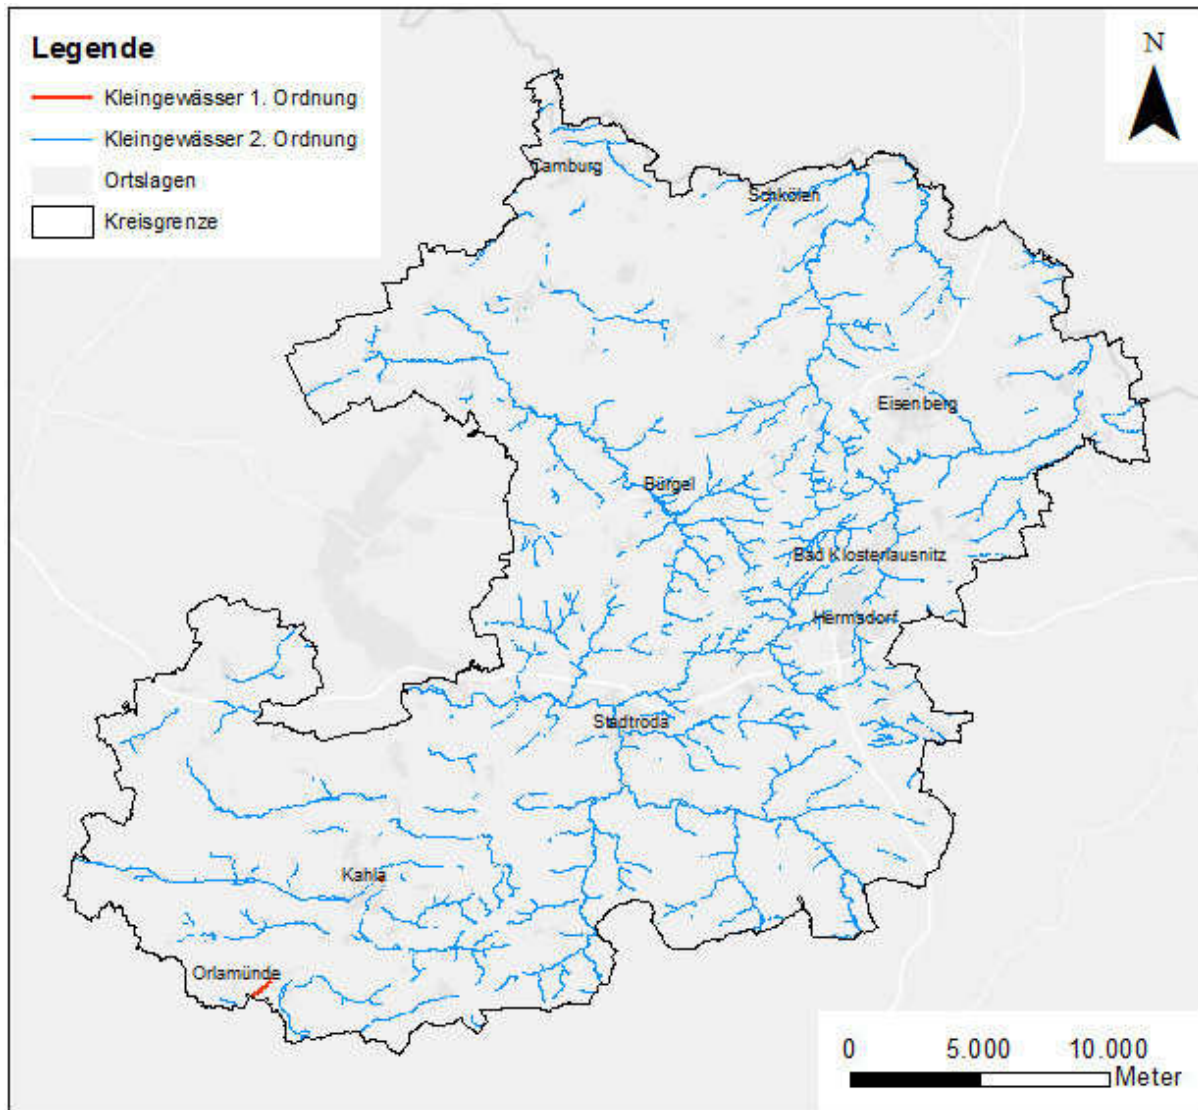 Legende
Kleingewässer 1. Ordnung
Kleingewässer 2. Ordnung
Ortslagen
Kreisgrenze
N
Camburg
Schkölen
Eisenberg
Bürgel
Bad Klosterlausnitz
Hermsdorf
Stadtroda
Kahla
Orlamünde
0 5.000 10.000
Meter